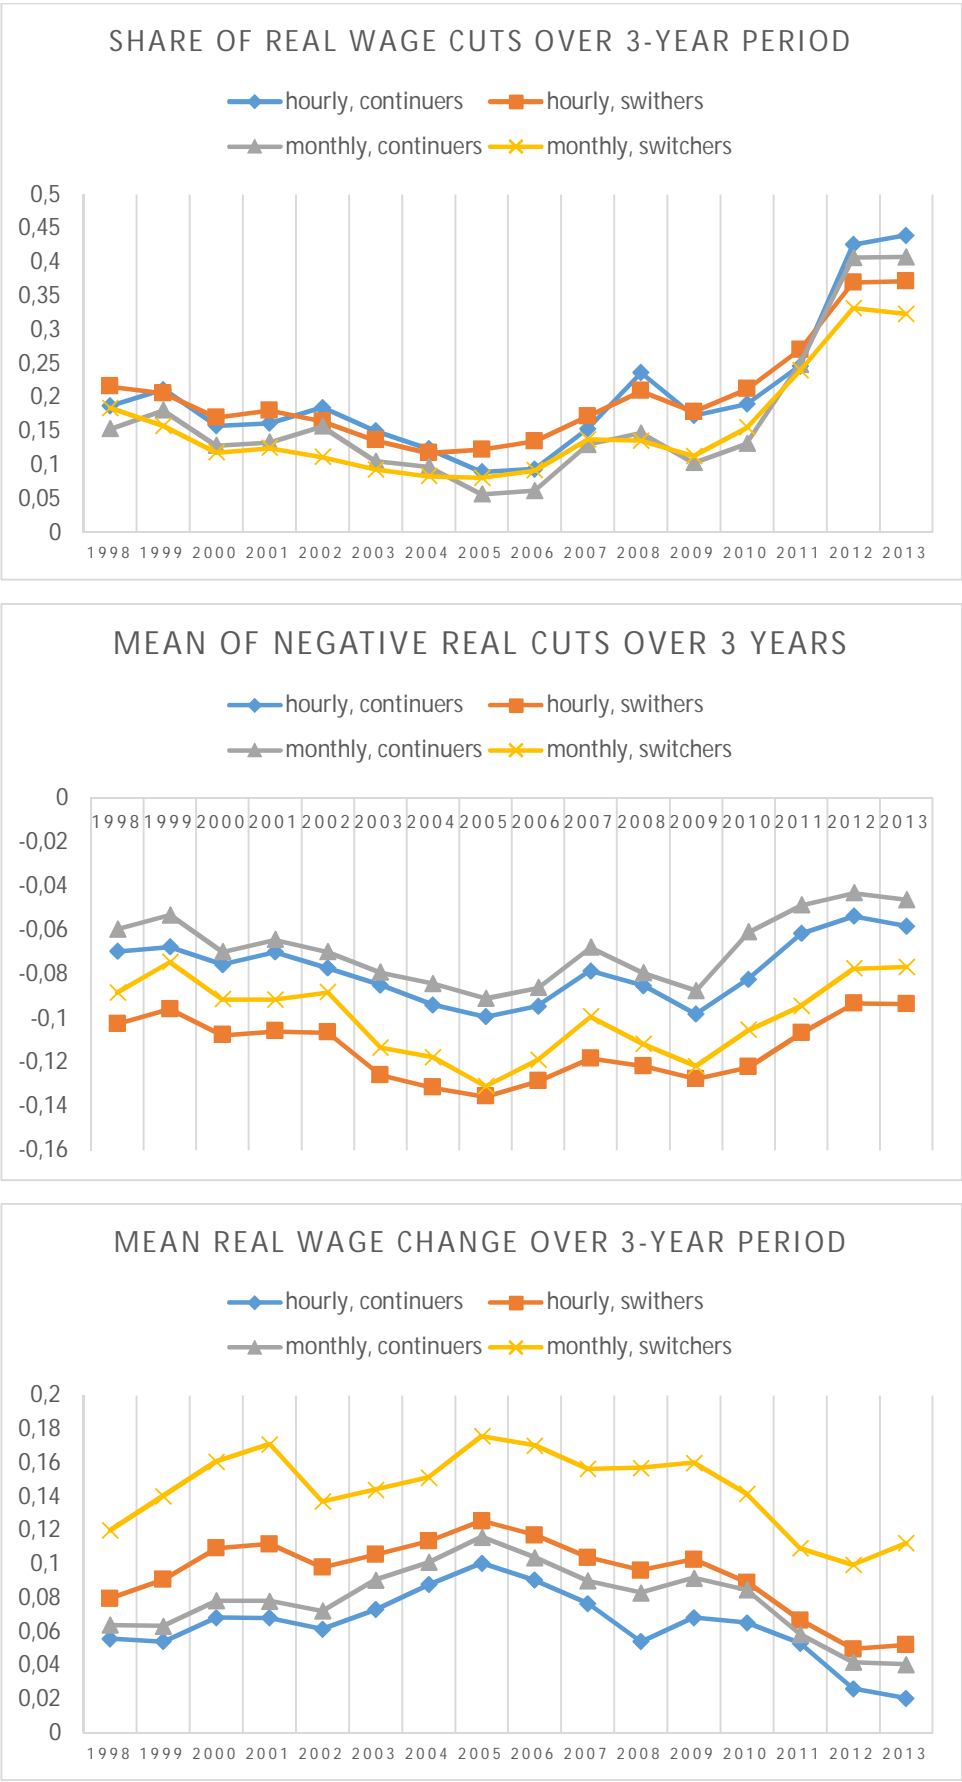 SHARE OF REAL WAGE CUTS OVER 3-YEAR PERIOD
hourly, continuers hourly, swithers
monthly, continuers monthly, switchers
0,5
0,45
0,4
0,35
0,3
0,25
0,2
0,15
0,1
0,05
0
1998 1999 2000 2001 2002 2003 2004 2005 2006 2007 2008 2009 2010 2011 2012 2013
MEAN OF NEGATIVE REAL CUTS OVER 3 YEARS
hourly, continuers hourly, swithers
monthly, continuers monthly, switchers
0
1998 1999 2000 2001 2002 2003 2004 2005 2006 2007 2008 2009 2010 2011 2012 2013
-0,02
-0,04
-0,06
-0,08
-0,1
-0,12
-0,14
-0,16
MEAN REAL WAGE CHANGE OVER 3-YEAR PERIOD
hourly, continuers hourly, swithers
monthly, continuers monthly, switchers
0,2
0,18
0,16
0,14
0,12
0,1
0,08
0,06
0,04
0,02
0
1998 1999 2000 2001 2002 2003 2004 2005 2006 2007 2008 2009 2010 2011 2012 2013